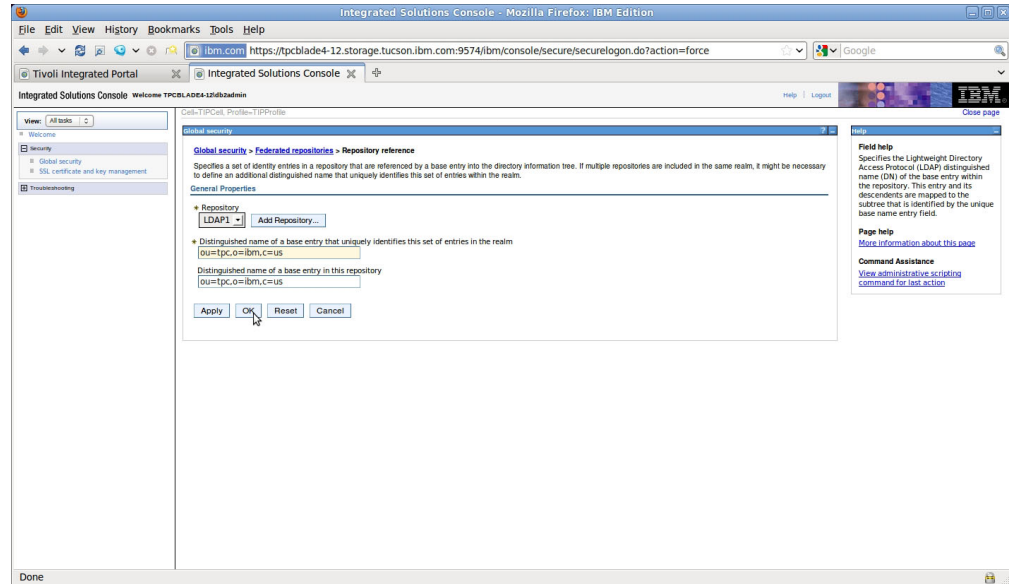 Integrated Solutions Console - Mozilla Firefox: IBM Edition
File Edit View History Bookmarks Tools Help
ibm.com https://tpcblade4-12.storage.tucson.ibm.com:9574/ibm/console/secure/securelogon.do?action=force
Google
Tivoli Integrated Portal
Integrated Solutions Console
Integrated Solutions Console Welcome TPCBLADE4-12\db2admin
Help | Logout
IBM.
View: All tasks
Welcome
Security
Global security
SSL certificate and key management
Troubleshooting
Cell=TIPCell, Profile=TIPProfile
Close page
Global security
? –
Global security > Federated repositories > Repository reference
Specifies a set of identity entries in a repository that are referenced by a base entry into the directory information tree. If multiple repositories are included in the same realm, it might be necessary
to define an additional distinguished name that uniquely identifies this set of entries within the realm.
General Properties
* Repository
LDAP1 Add Repository...
* Distinguished name of a base entry that uniquely identifies this set of entries in the realm
ou=tpc,o=ibm,c=us
Distinguished name of a base entry in this repository
ou=tpc,o=ibm,c=us
Apply OK Reset Cancel
Help
Field help
Specifies the Lightweight Directory
Access Protocol (LDAP) distinguished
name (DN) of the base entry within
the repository. This entry and its
descendents are mapped to the
subtree that is identified by the unique
base name entry field.
Page help
More information about this page
Command Assistance
View administrative scripting
command for last action
Done